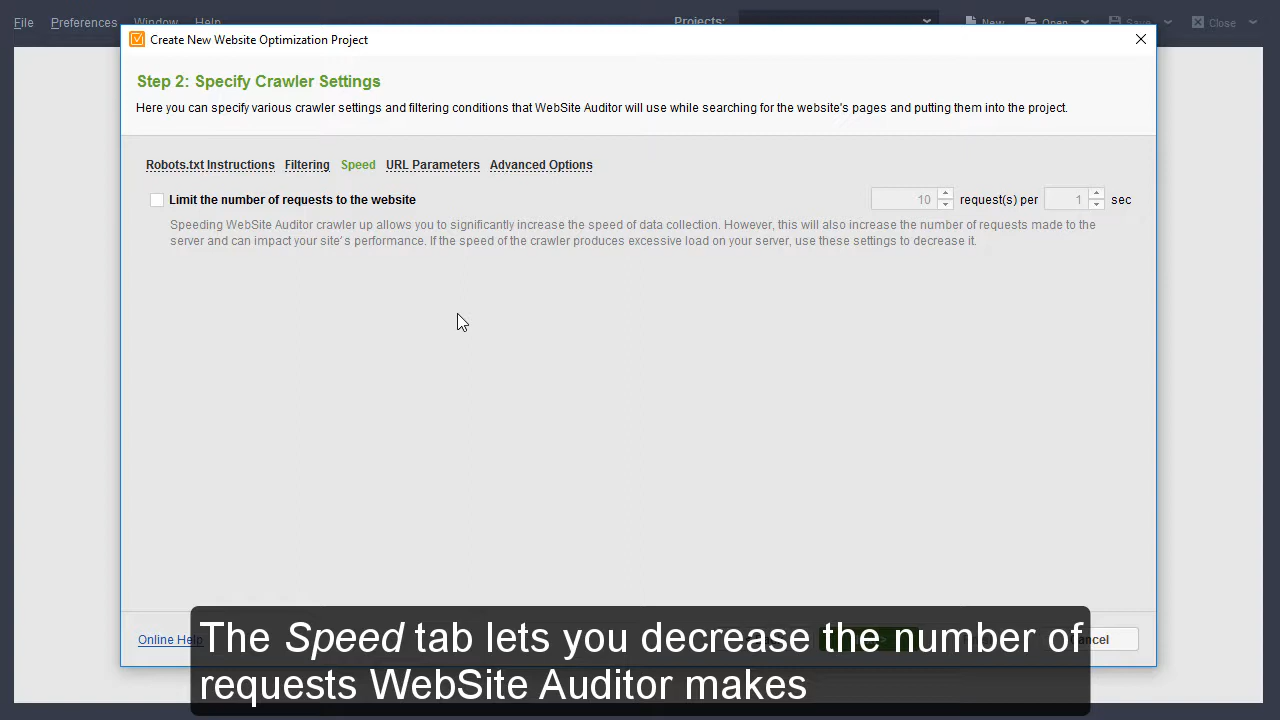 File Preferences Window Help Projects: New Open Save Close
Create New Website Optimization Project
Step 2: Specify Crawler Settings
Here you can specify various crawler settings and filtering conditions that WebSite Auditor will use while searching for the website's pages and putting them into the project.
Robots.txt Instructions Filtering Speed URL Parameters Advanced Options
Limit the number of requests to the website 10 request(s) per 1 sec
Speeding WebSite Auditor crawler up allows you to significantly increase the speed of data collection. However, this will also increase the number of requests made to the
server and can impact your site's performance. If the speed of the crawler produces excessive load on your server, use these settings to decrease it.
Online Help
The Speed tab lets you decrease the number of
requests WebSite Auditor makes